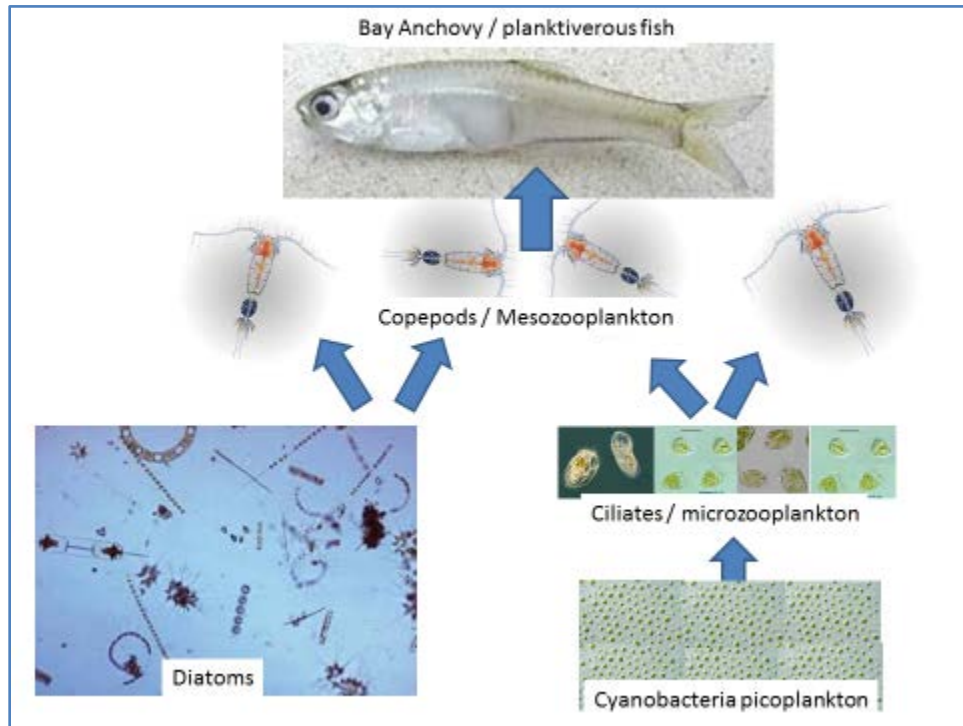 Bay Anchovy / planktiverous fish
Copepods / Mesozooplankton
Ciliates / microzooplankton
Diatoms
Cyanobacteria picoplankton